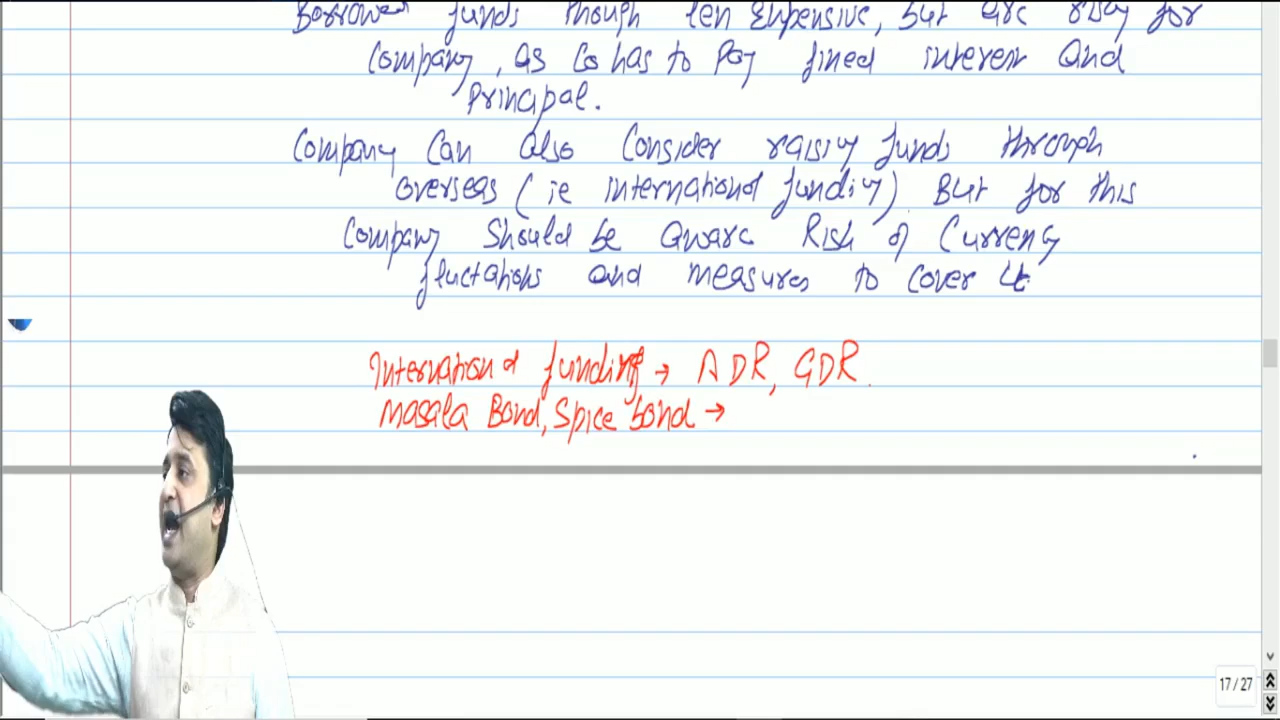 Borrowed funds though less Expensive, But are risky for
Company, as Co has to Pay fixed interest and
Principal.
Company Can also Consider raising funds through
overseas (ie international funding) But for this
Company Should be aware Risk of Currency
fluctations and measures to cover it
International funding → ADR, GDR.
Masala Bond, Spice bond →
17 / 27